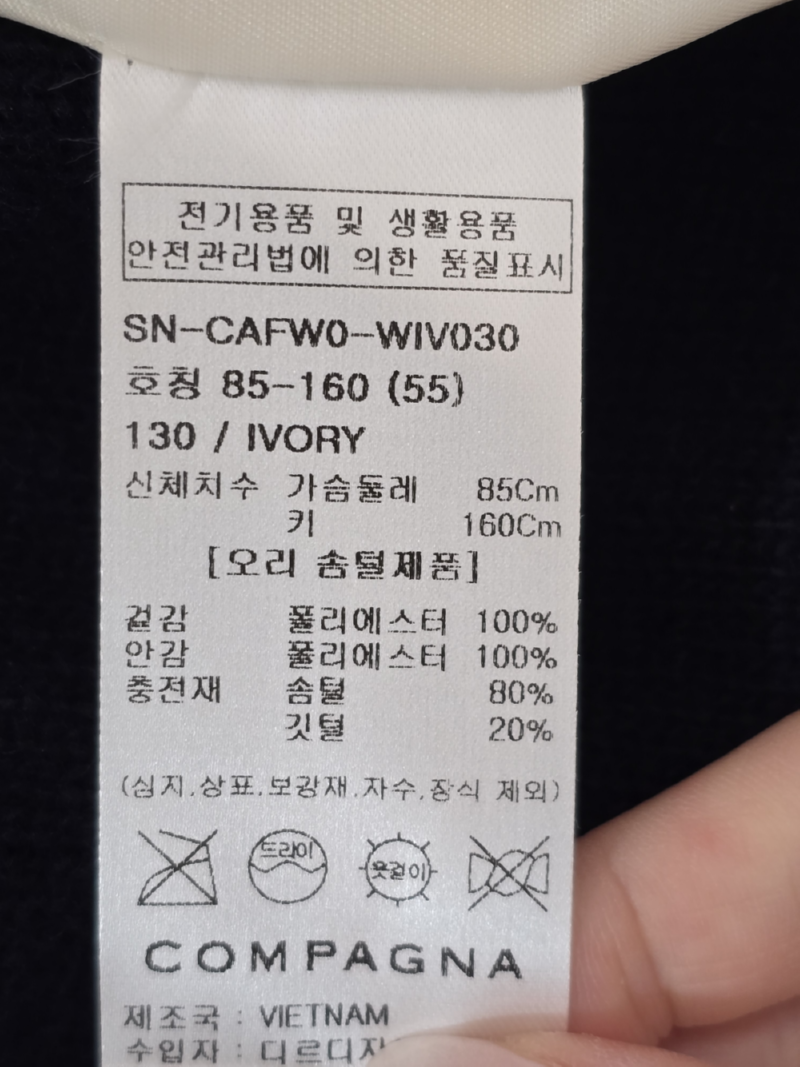 전기용품 및 생활용품
안전관리법에 의한 품질표시
SN-CAFW0-WIV030
호칭 85-160 (55)
130 / IVORY
신체치수 가슴둘레 85Cm
키 160Cm
[오리 솜털제품]
겉감 폴리에스터 100%
안감 폴리에스터 100%
충전재 솜털 80%
깃털 20%
(심지.상표.보강재.자수.장식 제외)
드라이 옷걸이
COMPAGNA
제조국 : VIETNAM
수입자 : 디르디자